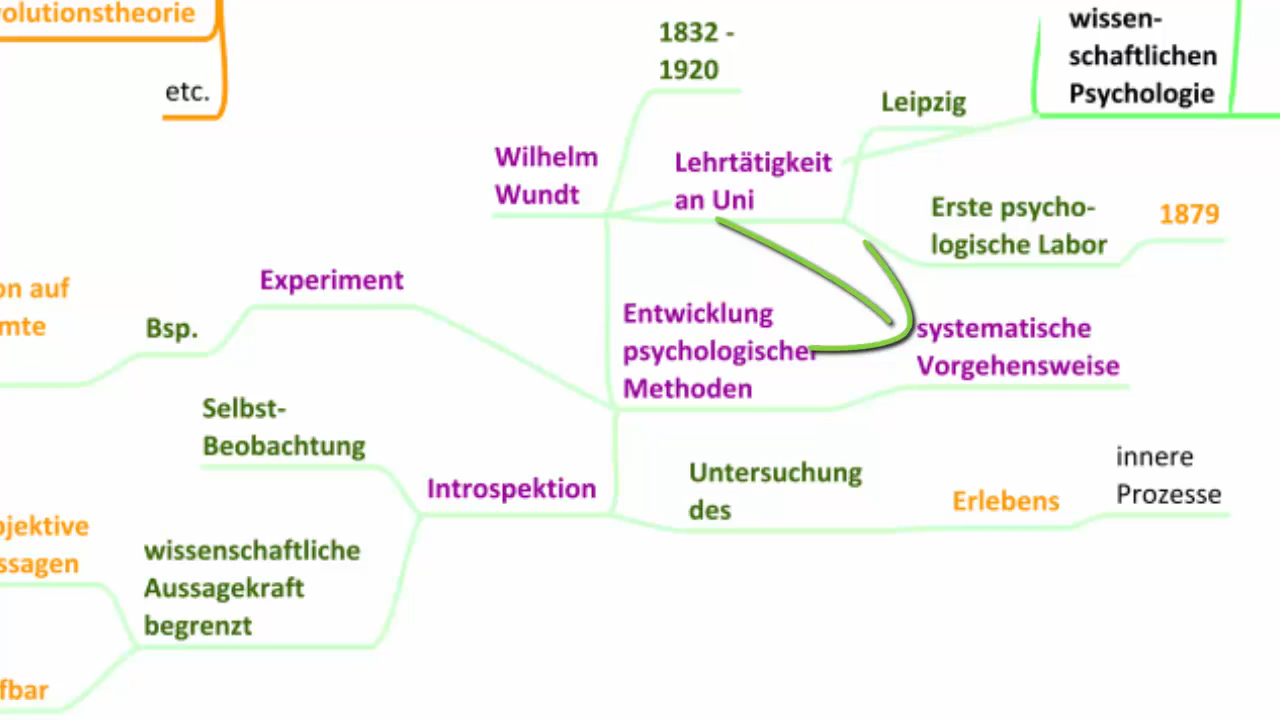 olutionstheorie
etc.
1832 -
1920
wissen-
schaftlichen
Psychologie
Leipzig
Wilhelm
Wundt
Lehrtätigkeit
an Uni
Erste psycho-
logische Labor
1879
Experiment
on auf
mte
Bsp.
Entwicklung
psychologischer
Methoden
systematische
Vorgehensweise
Selbst-
Beobachtung
Introspektion
Untersuchung
des
Erlebens
innere
Prozesse
jektive
ssagen
wissenschaftliche
Aussagekraft
begrenzt
fbar